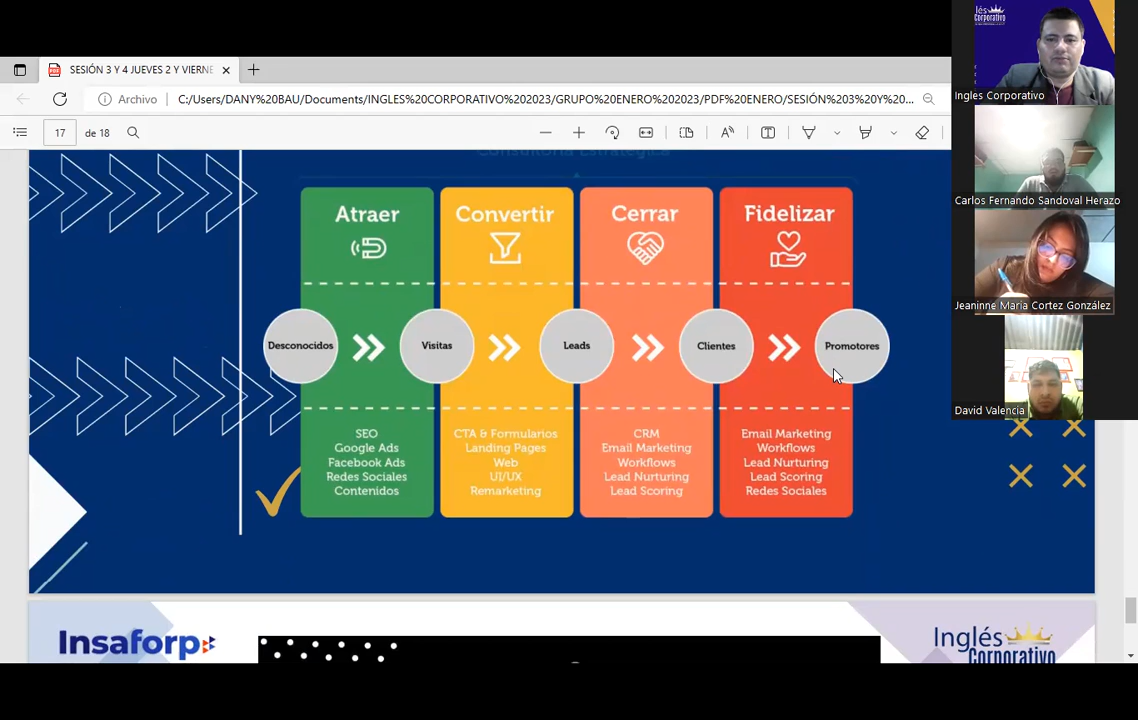 SESIÓN 3 Y 4 JUEVES 2 Y VIERNE
Archivo
C:/Users/DANY%20BAU/Documents/INGLES%20CORPORATIVO%202023/GRUPO%20ENERO%202023/PDF%20ENERO/SESIÓN%203%20Y%20...
17 de 18
Consultoría Estratégica
Atraer
Convertir
Cerrar
Fidelizar
Desconocidos
Visitas
Leads
Clientes
Promotores
SEO
Google Ads
Facebook Ads
Redes Sociales
Contenidos
CTA & Formularios
Landing Pages
Web
UI/UX
Remarketing
CRM
Email Marketing
Workflows
Lead Nurturing
Lead Scoring
Email Marketing
Workflows
Lead Nurturing
Lead Scoring
Redes Sociales
Insaforp
Inglés
Corporativo
Corporativo
Ingles Corporativo
Carlos Fernando Sandoval Herazo
Jeaninne María Cortez González
David Valencia